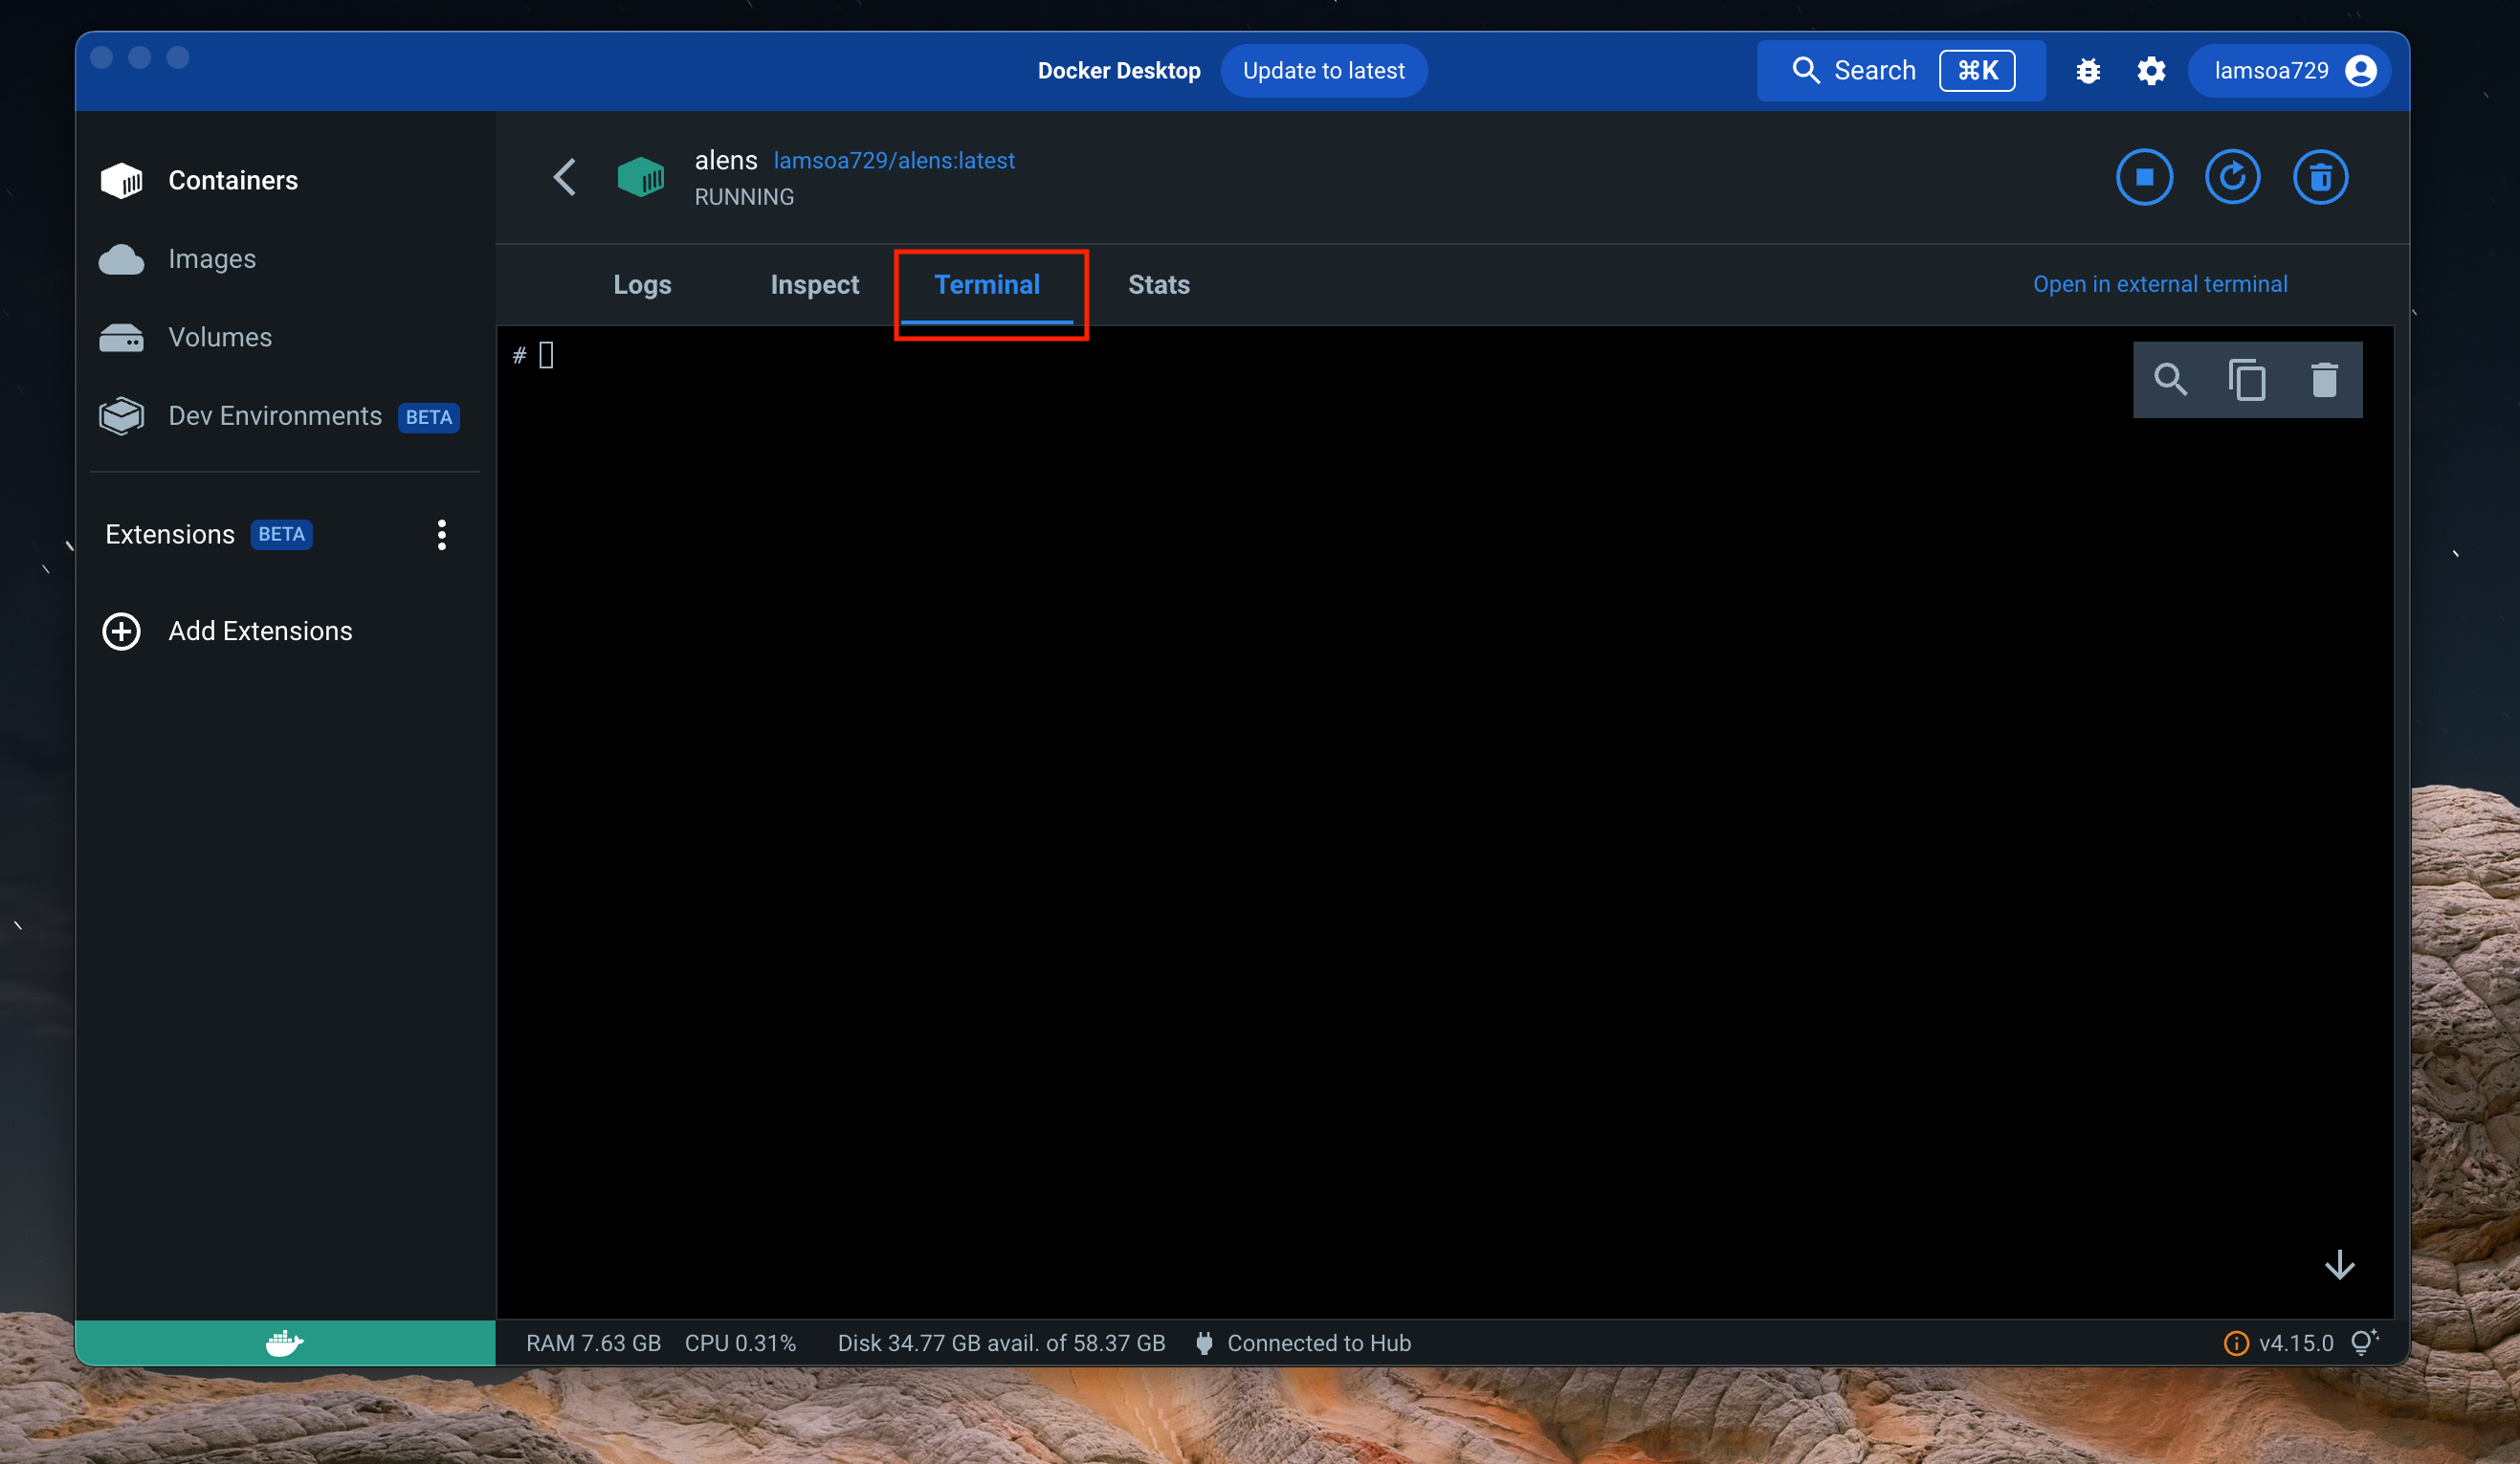 Docker Desktop Update to latest Search ⌘K lamsoa729
Containers
Images
Volumes
Dev Environments BETA
Extensions BETA
Add Extensions
alens lamsoa729/alens:latest
RUNNING
Logs Inspect Terminal Stats Open in external terminal
#
RAM 7.63 GB CPU 0.31% Disk 34.77 GB avail. of 58.37 GB Connected to Hub v4.15.0